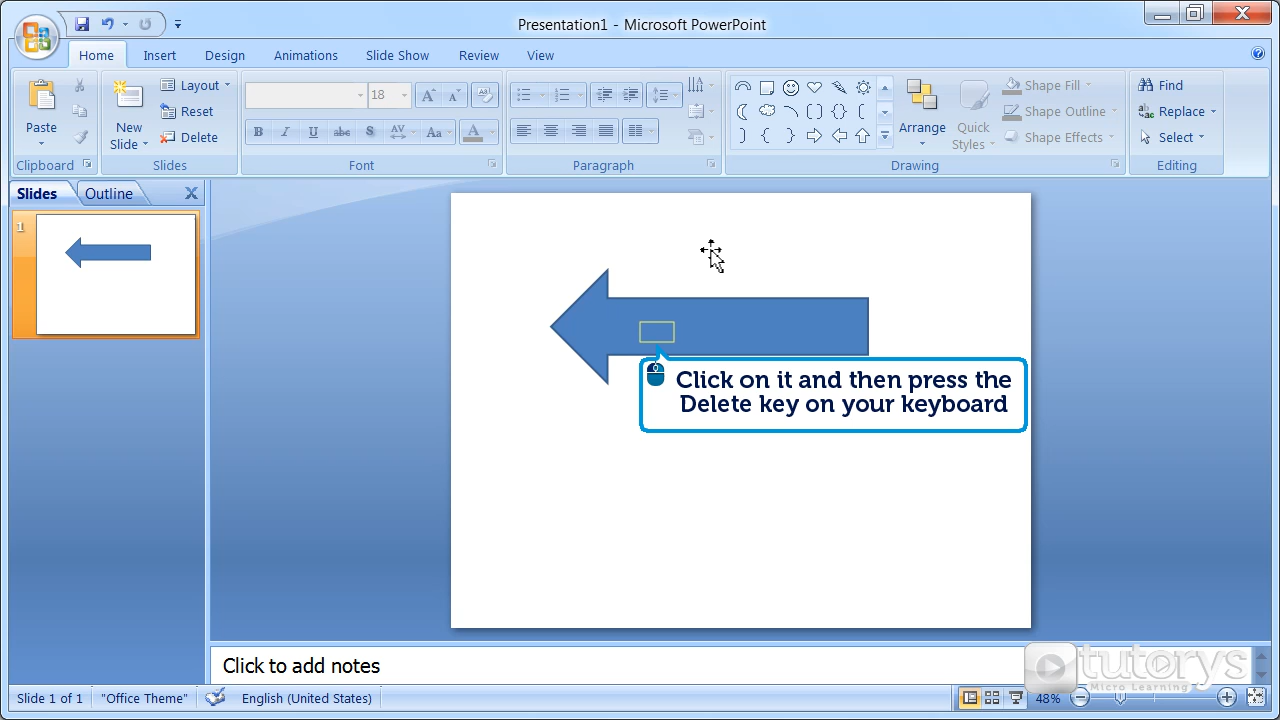 Presentation1 - Microsoft PowerPoint
Home Insert Design Animations Slide Show Review View
Paste
Clipboard
New
Slide
Layout
Reset
Delete
Slides
18
B I U abc S AV Aa A
Font
Paragraph
Arrange
Quick
Styles
Shape Fill
Shape Outline
Shape Effects
Drawing
Find
Replace
Select
Editing
Slides Outline
1
Click on it and then press the
Delete key on your keyboard
Click to add notes
tutorys
Micro Learning
Slide 1 of 1 "Office Theme" English (United States) 48%